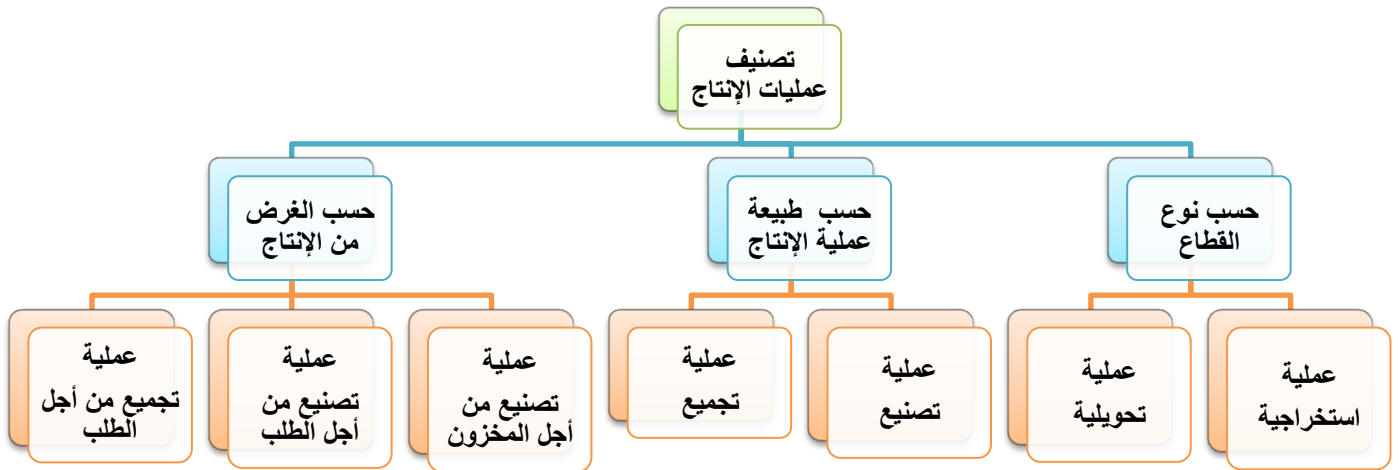 تصنيف
عمليات الإنتاج
حسب نوع
القطاع
حسب طبيعة
عملية الإنتاج
حسب الغرض
من الإنتاج
عملية
استخراجية
عملية
تحويلية
عملية
تصنيع
عملية
تجميع
عملية
تصنيع من
أجل المخزون
عملية
تصنيع من
أجل الطلب
عملية
تجميع من أجل
الطلب